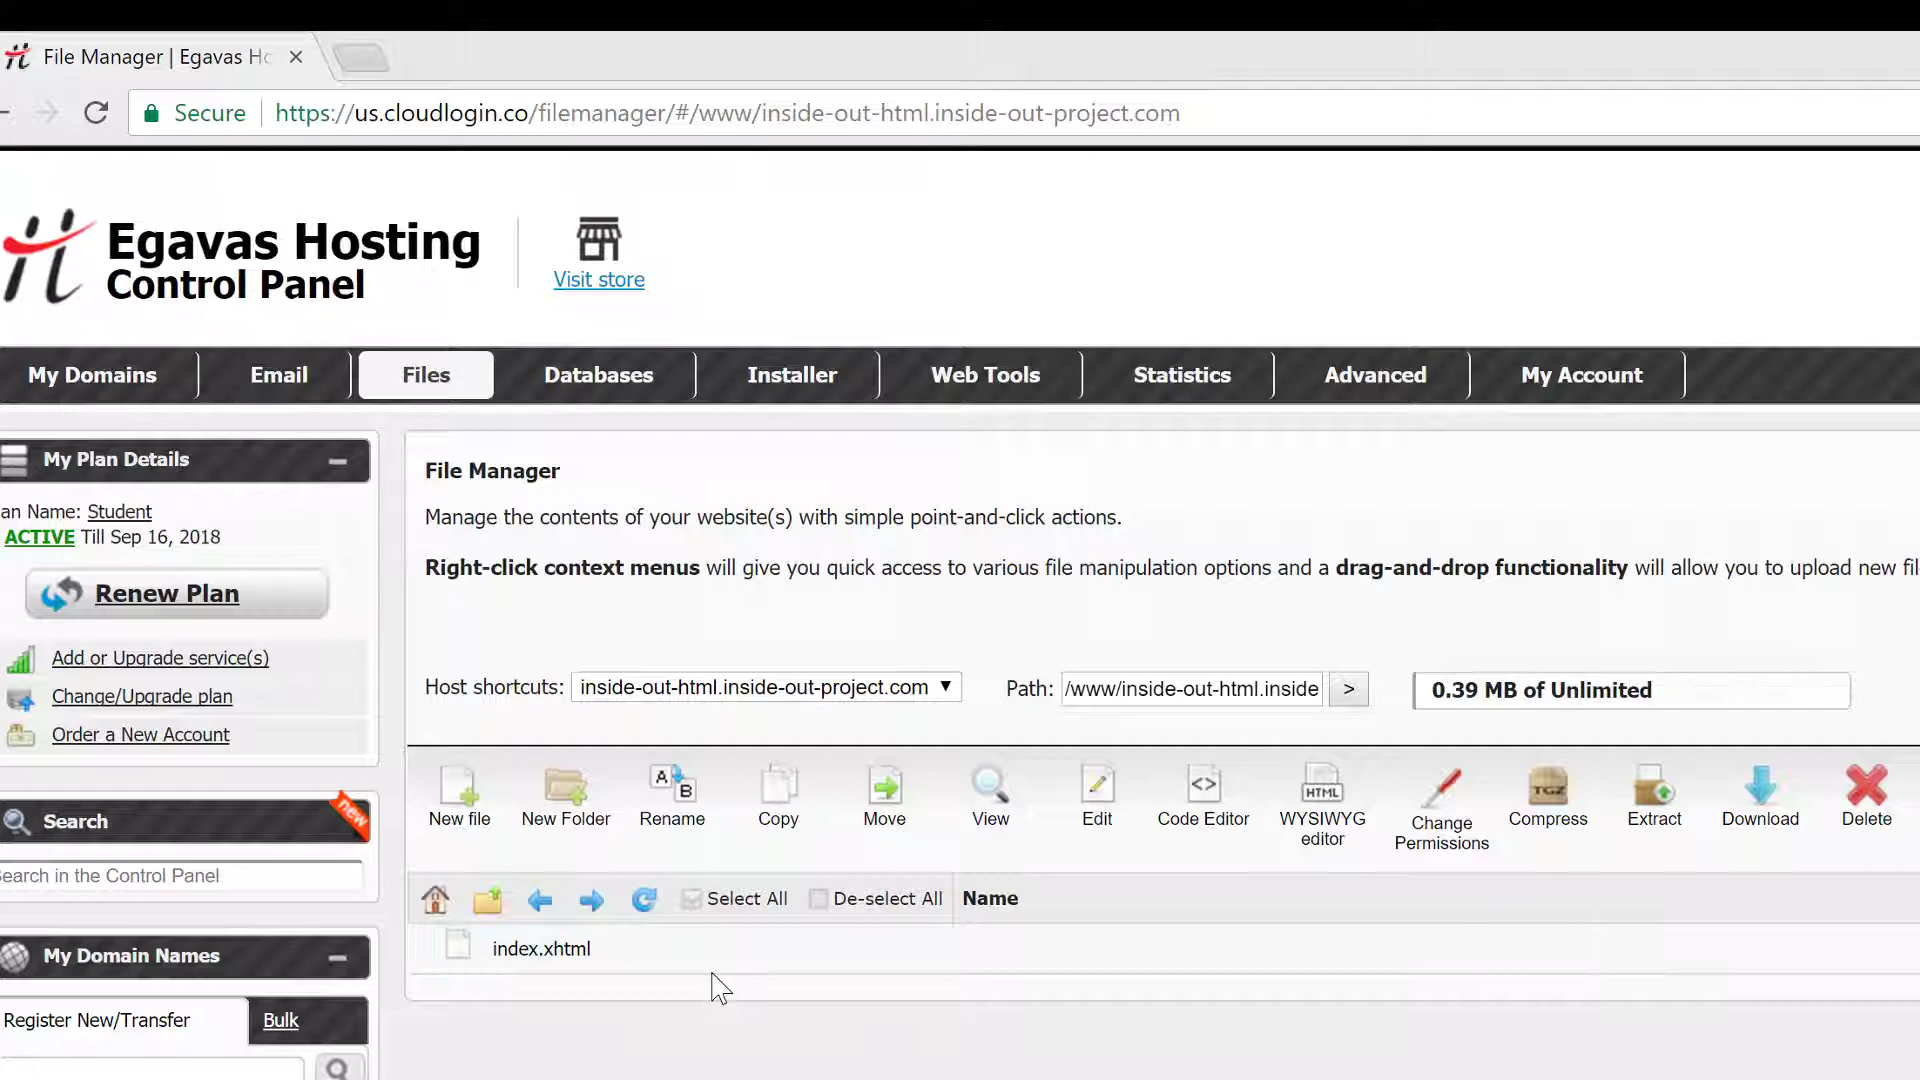 File Manager | Egavas Ho
Secure
https://us.cloudlogin.co/filemanager/#/www/inside-out-html.inside-out-project.com
Egavas Hosting
Control Panel
Visit store
My Domains
Email
Files
Databases
Installer
Web Tools
Statistics
Advanced
My Account
My Plan Details
an Name: Student
ACTIVE Till Sep 16, 2018
Renew Plan
Add or Upgrade service(s)
Change/Upgrade plan
Order a New Account
Search
new
earch in the Control Panel
My Domain Names
Register New/Transfer
Bulk
File Manager
Manage the contents of your website(s) with simple point-and-click actions.
Right-click context menus will give you quick access to various file manipulation options and a drag-and-drop functionality will allow you to upload new fil
Host shortcuts:
inside-out-html.inside-out-project.com
Path:
/www/inside-out-html.inside
>
0.39 MB of Unlimited
A
B
<>
HTML
TGZ
New file
New Folder
Rename
Copy
Move
View
Edit
Code Editor
WYSIWYG
editor
Change
Permissions
Compress
Extract
Download
Delete
Select All
De-select All
Name
index.xhtml